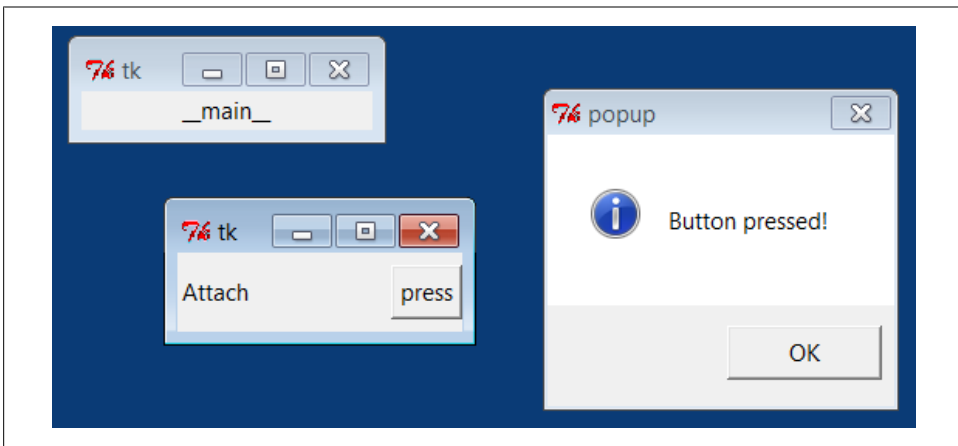 tk
__main__
tk
Attach press
popup
Button pressed!
OK